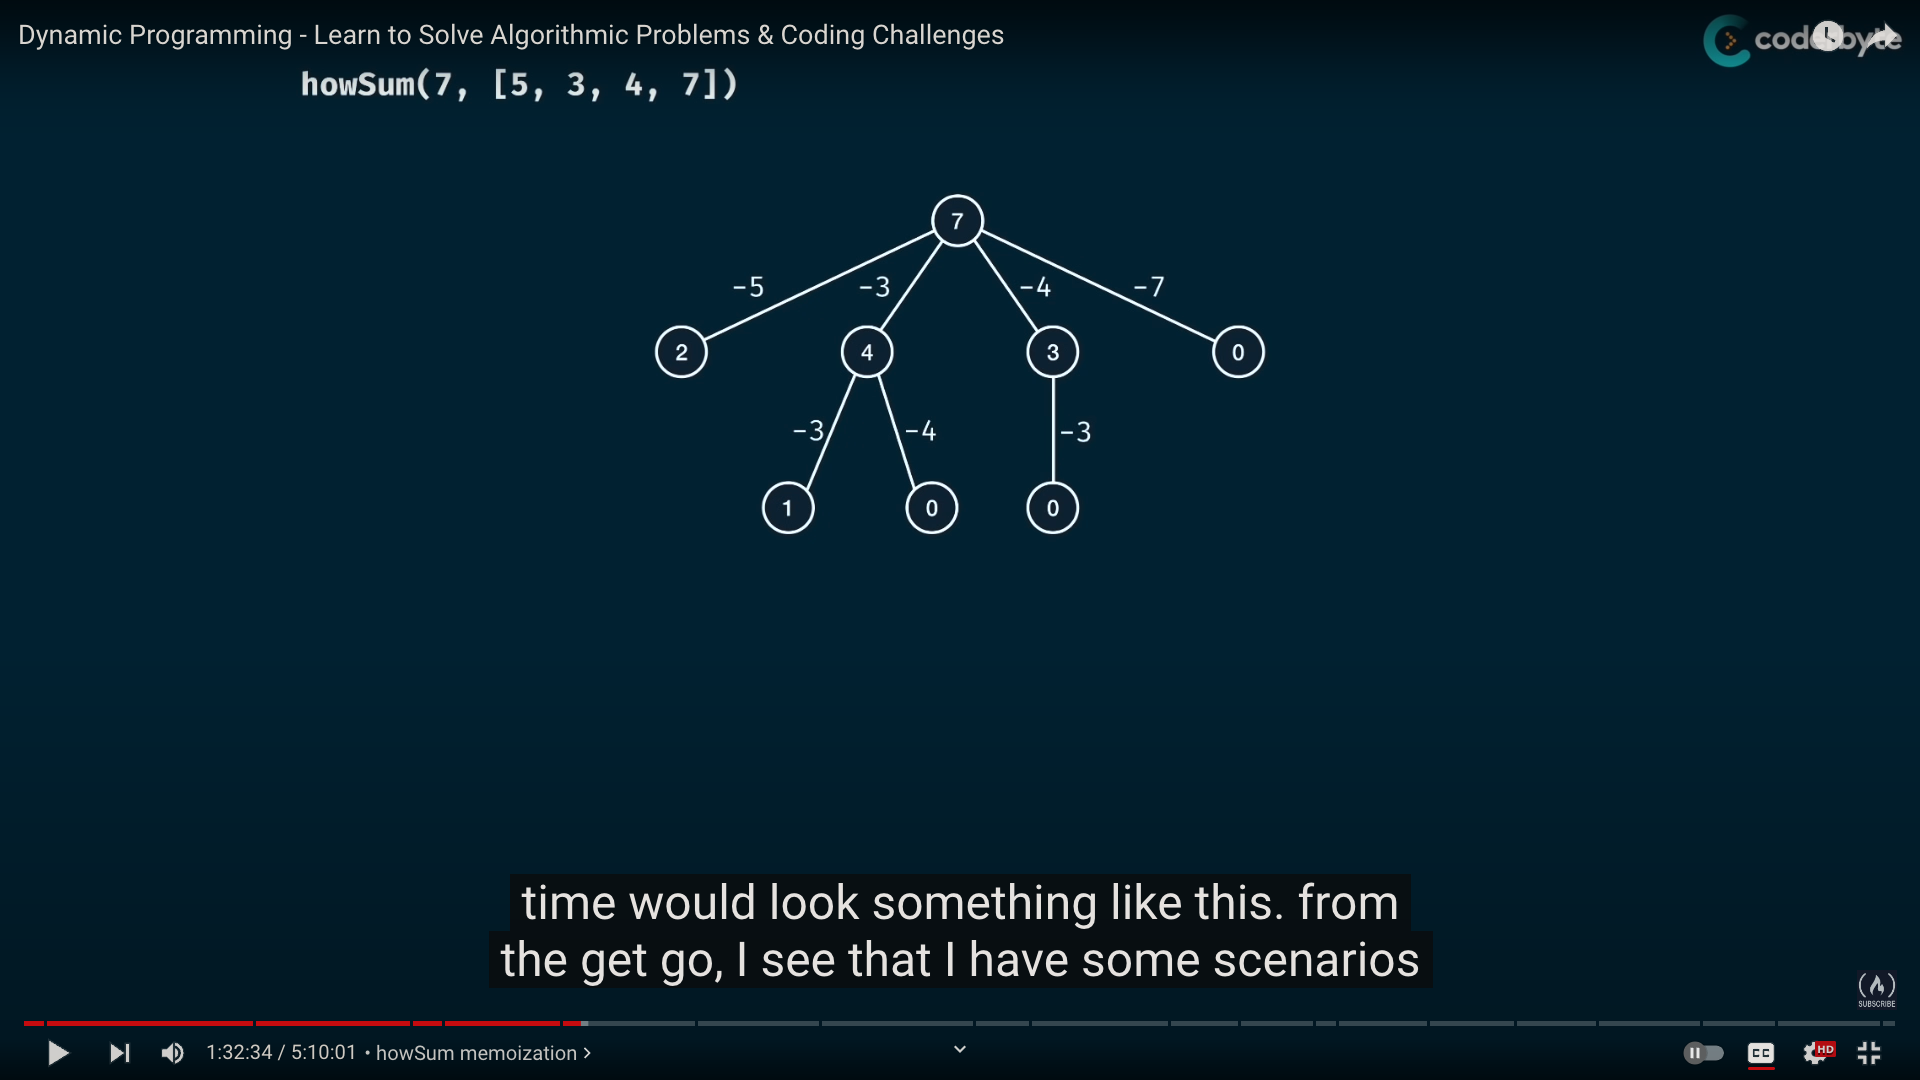 Dynamic Programming - Learn to Solve Algorithmic Problems & Coding Challenges
coderbyte
howSum(7, [5, 3, 4, 7])
7
-5 -3 -4 -7
2 4 3 0
-3 -4 -3
1 0 0
time would look something like this. from
the get go, I see that I have some scenarios
SUBSCRIBE
1:32:34 / 5:10:01 • howSum memoization >
CC
HD